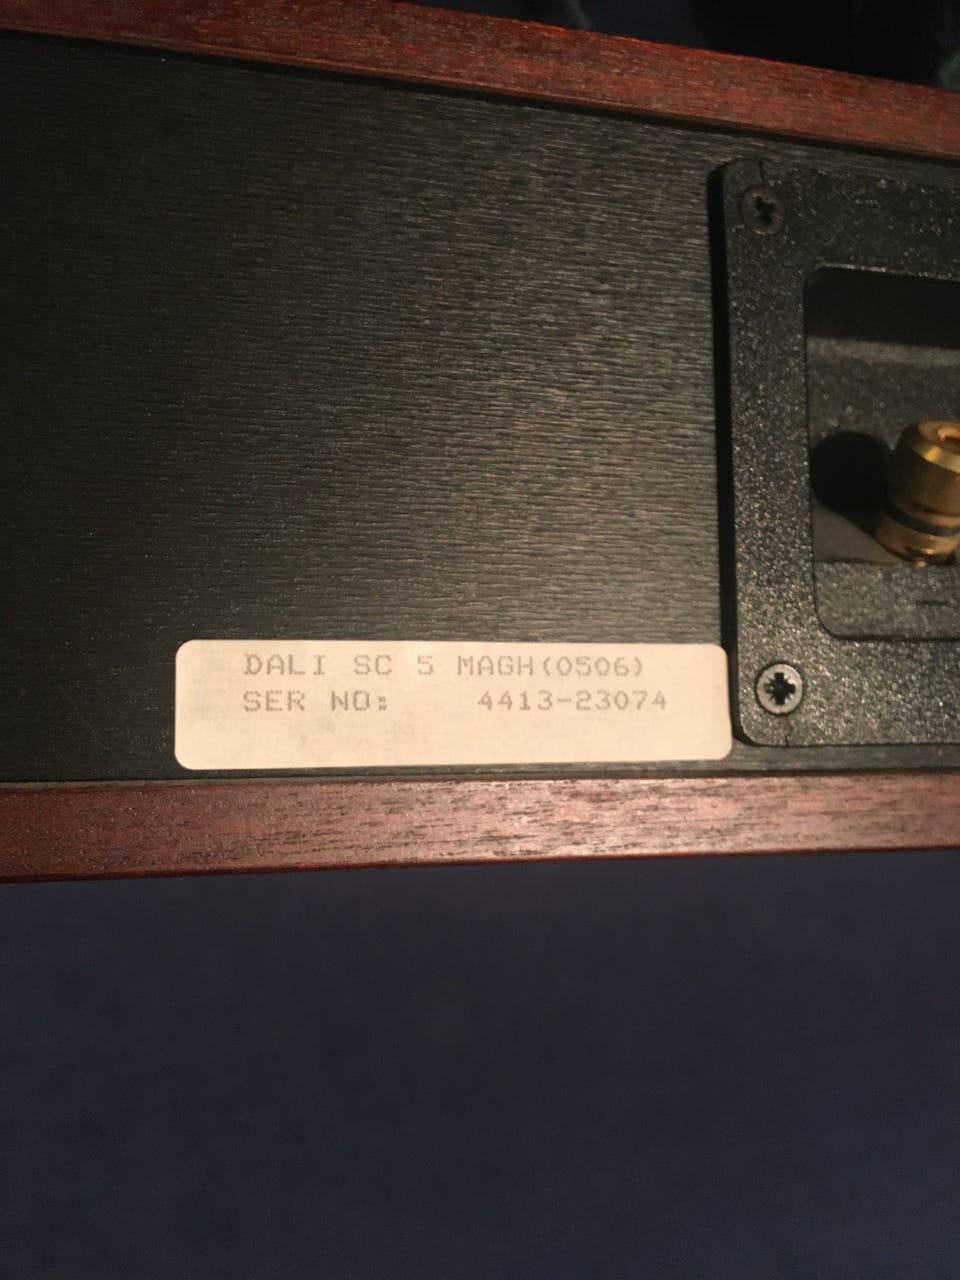 DALI SC 5 MAGH(0506)
SER NO: 4413-23074